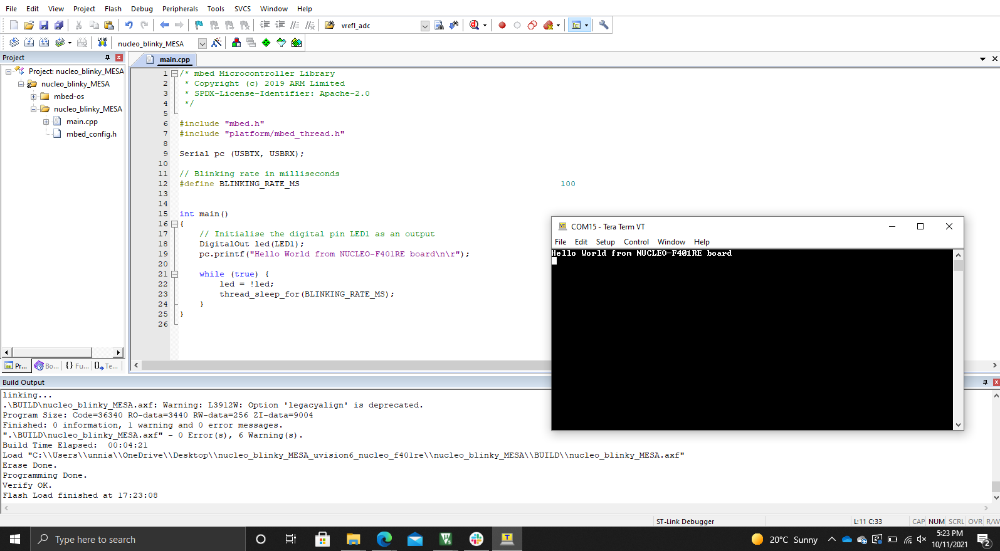 File Edit View Project Flash Debug Peripherals Tools SVCS Window Help
vrefl_adc
LOAD
nucleo_blinky_MESA
Project
Project: nucleo_blinky_MESA
nucleo_blinky_MESA
mbed-os
nucleo_blinky_MESA
main.cpp
mbed_config.h
Pr... Bo... {} Fu... Te...
main.cpp
1 /* mbed Microcontroller Library
2 * Copyright (c) 2019 ARM Limited
3 * SPDX-License-Identifier: Apache-2.0
4 */
5
6 #include "mbed.h"
7 #include "platform/mbed_thread.h"
8
9 Serial pc (USBTX, USBRX);
10
11 // Blinking rate in milliseconds
12 #define BLINKING_RATE_MS 100
13
14
15 int main()
16 {
17 // Initialise the digital pin LED1 as an output
18 DigitalOut led(LED1);
19 pc.printf("Hello World from NUCLEO-F401RE board\n\r");
20
21 while (true) {
22 led = !led;
23 thread_sleep_for(BLINKING_RATE_MS);
24 }
25 }
26
COM15 - Tera Term VT
File Edit Setup Control Window Help
Hello World from NUCLEO-F401RE board
Build Output
linking...
.\BUILD\nucleo_blinky_MESA.axf: Warning: L3912W: Option 'legacyalign' is deprecated.
Program Size: Code=36340 RO-data=3440 RW-data=256 ZI-data=9004
Finished: 0 information, 1 warning and 0 error messages.
".\BUILD\nucleo_blinky_MESA.axf" - 0 Error(s), 6 Warning(s).
Build Time Elapsed: 00:04:21
Load "C:\\Users\\unnia\\OneDrive\\Desktop\\nucleo_blinky_MESA_uvision6_nucleo_f401re\\nucleo_blinky_MESA\\BUILD\\nucleo_blinky_MESA.axf"
Erase Done.
Programming Done.
Verify OK.
Flash Load finished at 17:23:08
ST-Link Debugger L:11 C:33 CAP NUM SCRL OVR R/W
Type here to search
20°C Sunny
5:23 PM
10/11/2021
2